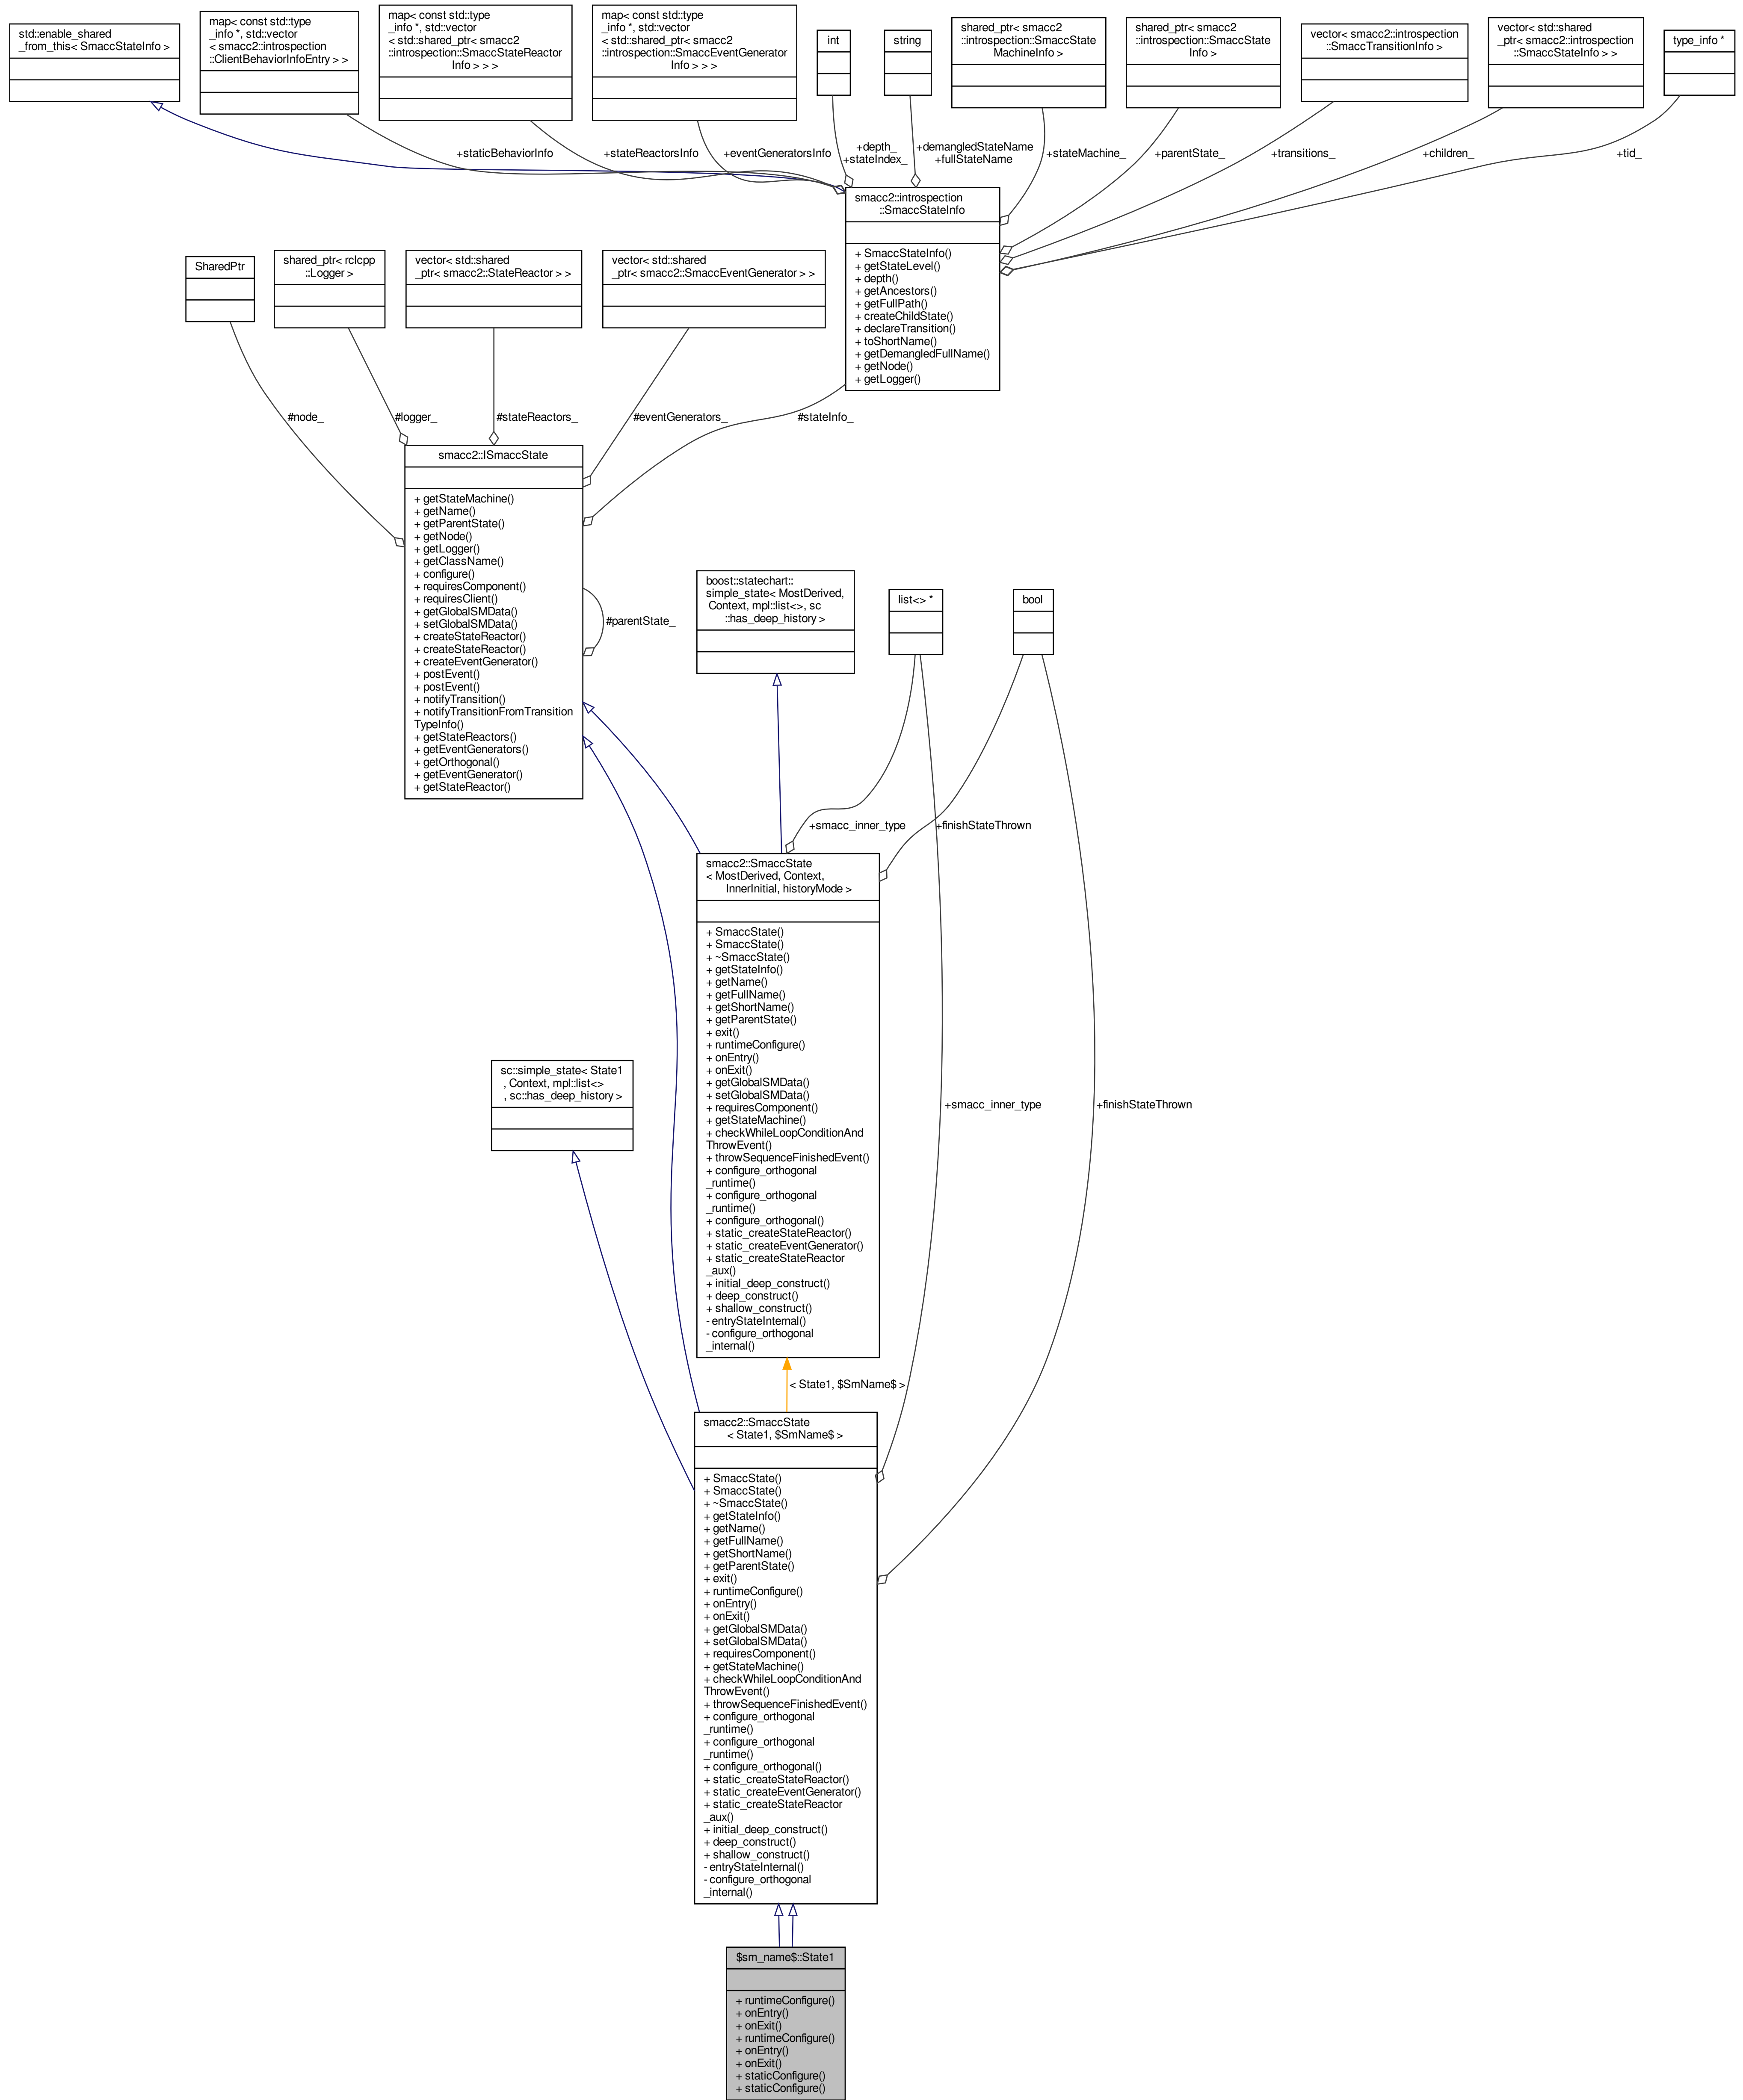 std::enable_shared
_from_this< SmaccStateInfo >
map< const std::type
_info *, std::vector
< smacc2::introspection
::ClientBehaviorInfoEntry > >
map< const std::type
_info *, std::vector
< std::shared_ptr< smacc2
::introspection::SmaccStateReactor
Info > > >
map< const std::type
_info *, std::vector
< std::shared_ptr< smacc2
::introspection::SmaccEventGenerator
Info > > >
int
string
shared_ptr< smacc2
::introspection::SmaccState
MachineInfo >
shared_ptr< smacc2
::introspection::SmaccState
Info >
vector< smacc2::introspection
::SmaccTransitionInfo >
vector< std::shared
_ptr< smacc2::introspection
::SmaccStateInfo > >
type_info *
+staticBehaviorInfo
+stateReactorsInfo
+eventGeneratorsInfo
+depth_
+stateIndex_
+demangledStateName
+fullStateName
+stateMachine_
+parentState_
+transitions_
+children_
+tid_
smacc2::introspection
::SmaccStateInfo
+ SmaccStateInfo()
+ getStateLevel()
+ depth()
+ getAncestors()
+ getFullPath()
+ createChildState()
+ declareTransition()
+ toShortName()
+ getDemangledFullName()
+ getNode()
+ getLogger()
SharedPtr
shared_ptr< rclcpp
::Logger >
vector< std::shared
_ptr< smacc2::StateReactor > >
vector< std::shared
_ptr< smacc2::SmaccEventGenerator > >
#node_
#logger_
#stateReactors_
#eventGenerators_
#stateInfo_
smacc2::ISmaccState
+ getStateMachine()
+ getName()
+ getParentState()
+ getNode()
+ getLogger()
+ getClassName()
+ configure()
+ requiresComponent()
+ requiresClient()
+ getGlobalSMData()
+ setGlobalSMData()
+ createStateReactor()
+ createStateReactor()
+ createEventGenerator()
+ postEvent()
+ postEvent()
+ notifyTransition()
+ notifyTransitionFromTransition
TypeInfo()
+ getStateReactors()
+ getEventGenerators()
+ getOrthogonal()
+ getEventGenerator()
+ getStateReactor()
#parentState_
boost::statechart::
simple_state< MostDerived,
Context, mpl::list<>, sc
::has_deep_history >
list<> *
bool
+smacc_inner_type
+finishStateThrown
smacc2::SmaccState
< MostDerived, Context,
InnerInitial, historyMode >
+ SmaccState()
+ SmaccState()
+ ~SmaccState()
+ getStateInfo()
+ getName()
+ getFullName()
+ getShortName()
+ getParentState()
+ exit()
+ runtimeConfigure()
+ onEntry()
+ onExit()
+ getGlobalSMData()
+ setGlobalSMData()
+ requiresComponent()
+ getStateMachine()
+ checkWhileLoopConditionAnd
ThrowEvent()
+ throwSequenceFinishedEvent()
+ configure_orthogonal
_runtime()
+ configure_orthogonal
_runtime()
+ configure_orthogonal()
+ static_createStateReactor()
+ static_createEventGenerator()
+ static_createStateReactor
_aux()
+ initial_deep_construct()
+ deep_construct()
+ shallow_construct()
- entryStateInternal()
- configure_orthogonal
_internal()
sc::simple_state< State1
, Context, mpl::list<>
, sc::has_deep_history >
+smacc_inner_type
+finishStateThrown
< State1, $SmName$ >
smacc2::SmaccState
< State1, $SmName$ >
+ SmaccState()
+ SmaccState()
+ ~SmaccState()
+ getStateInfo()
+ getName()
+ getFullName()
+ getShortName()
+ getParentState()
+ exit()
+ runtimeConfigure()
+ onEntry()
+ onExit()
+ getGlobalSMData()
+ setGlobalSMData()
+ requiresComponent()
+ getStateMachine()
+ checkWhileLoopConditionAnd
ThrowEvent()
+ throwSequenceFinishedEvent()
+ configure_orthogonal
_runtime()
+ configure_orthogonal
_runtime()
+ configure_orthogonal()
+ static_createStateReactor()
+ static_createEventGenerator()
+ static_createStateReactor
_aux()
+ initial_deep_construct()
+ deep_construct()
+ shallow_construct()
- entryStateInternal()
- configure_orthogonal
_internal()
$sm_name$::State1
+ runtimeConfigure()
+ onEntry()
+ onExit()
+ runtimeConfigure()
+ onEntry()
+ onExit()
+ staticConfigure()
+ staticConfigure()